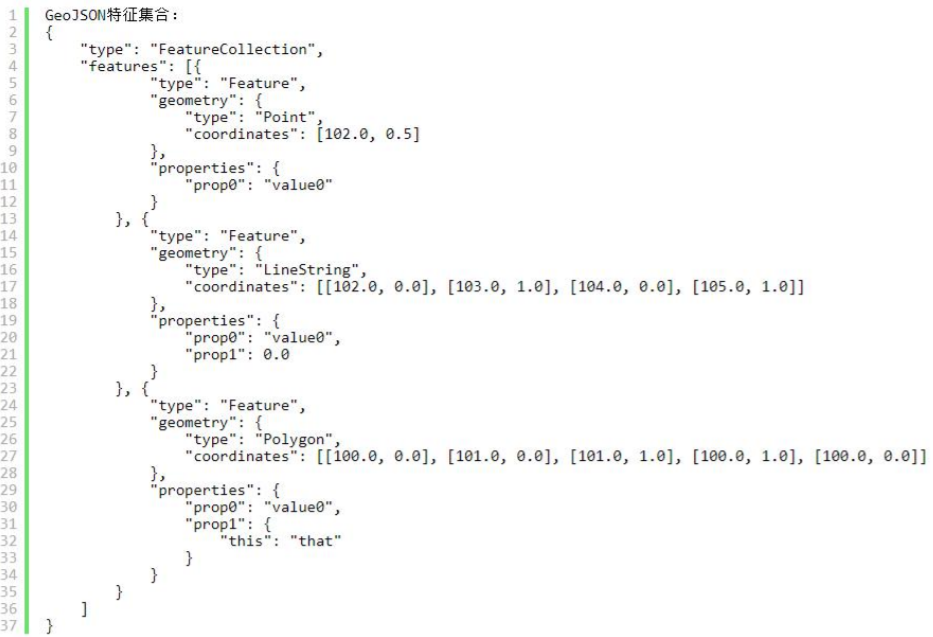 1 GeoJSON特征集合：
2 {
3     "type": "FeatureCollection",
4     "features": [{
5             "type": "Feature",
6             "geometry": {
7                 "type": "Point",
8                 "coordinates": [102.0, 0.5]
9             },
10             "properties": {
11                 "prop0": "value0"
12             }
13         }, {
14             "type": "Feature",
15             "geometry": {
16                 "type": "LineString",
17                 "coordinates": [[102.0, 0.0], [103.0, 1.0], [104.0, 0.0], [105.0, 1.0]]
18             },
19             "properties": {
20                 "prop0": "value0",
21                 "prop1": 0.0
22             }
23         }, {
24             "type": "Feature",
25             "geometry": {
26                 "type": "Polygon",
27                 "coordinates": [[100.0, 0.0], [101.0, 0.0], [101.0, 1.0], [100.0, 1.0], [100.0, 0.0]]
28             },
29             "properties": {
30                 "prop0": "value0",
31                 "prop1": {
32                     "this": "that"
33                 }
34             }
35         }
36     ]
37 }